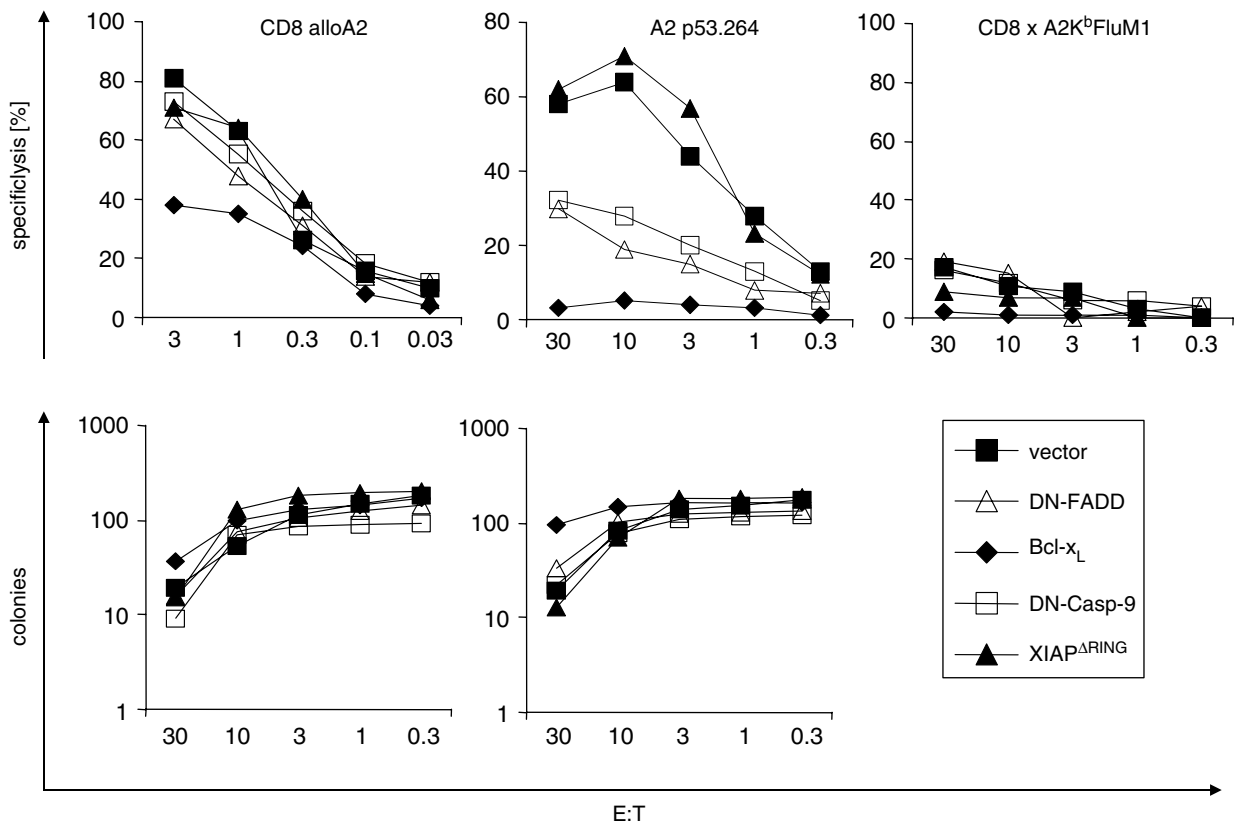 CD8 alloA2
A2 p53.264
CD8 x A2KᵇFluM1
specificlysis [%]
100
80
60
40
20
0
3 1 0.3 0.1 0.03
80
60
40
20
0
30 10 3 1 0.3
100
80
60
40
20
0
30 10 3 1 0.3
colonies
1000
100
10
1
30 10 3 1 0.3
1000
100
10
1
30 10 3 1 0.3
vector
DN-FADD
Bcl-x_L
DN-Casp-9
XIAP^ΔRING
E:T